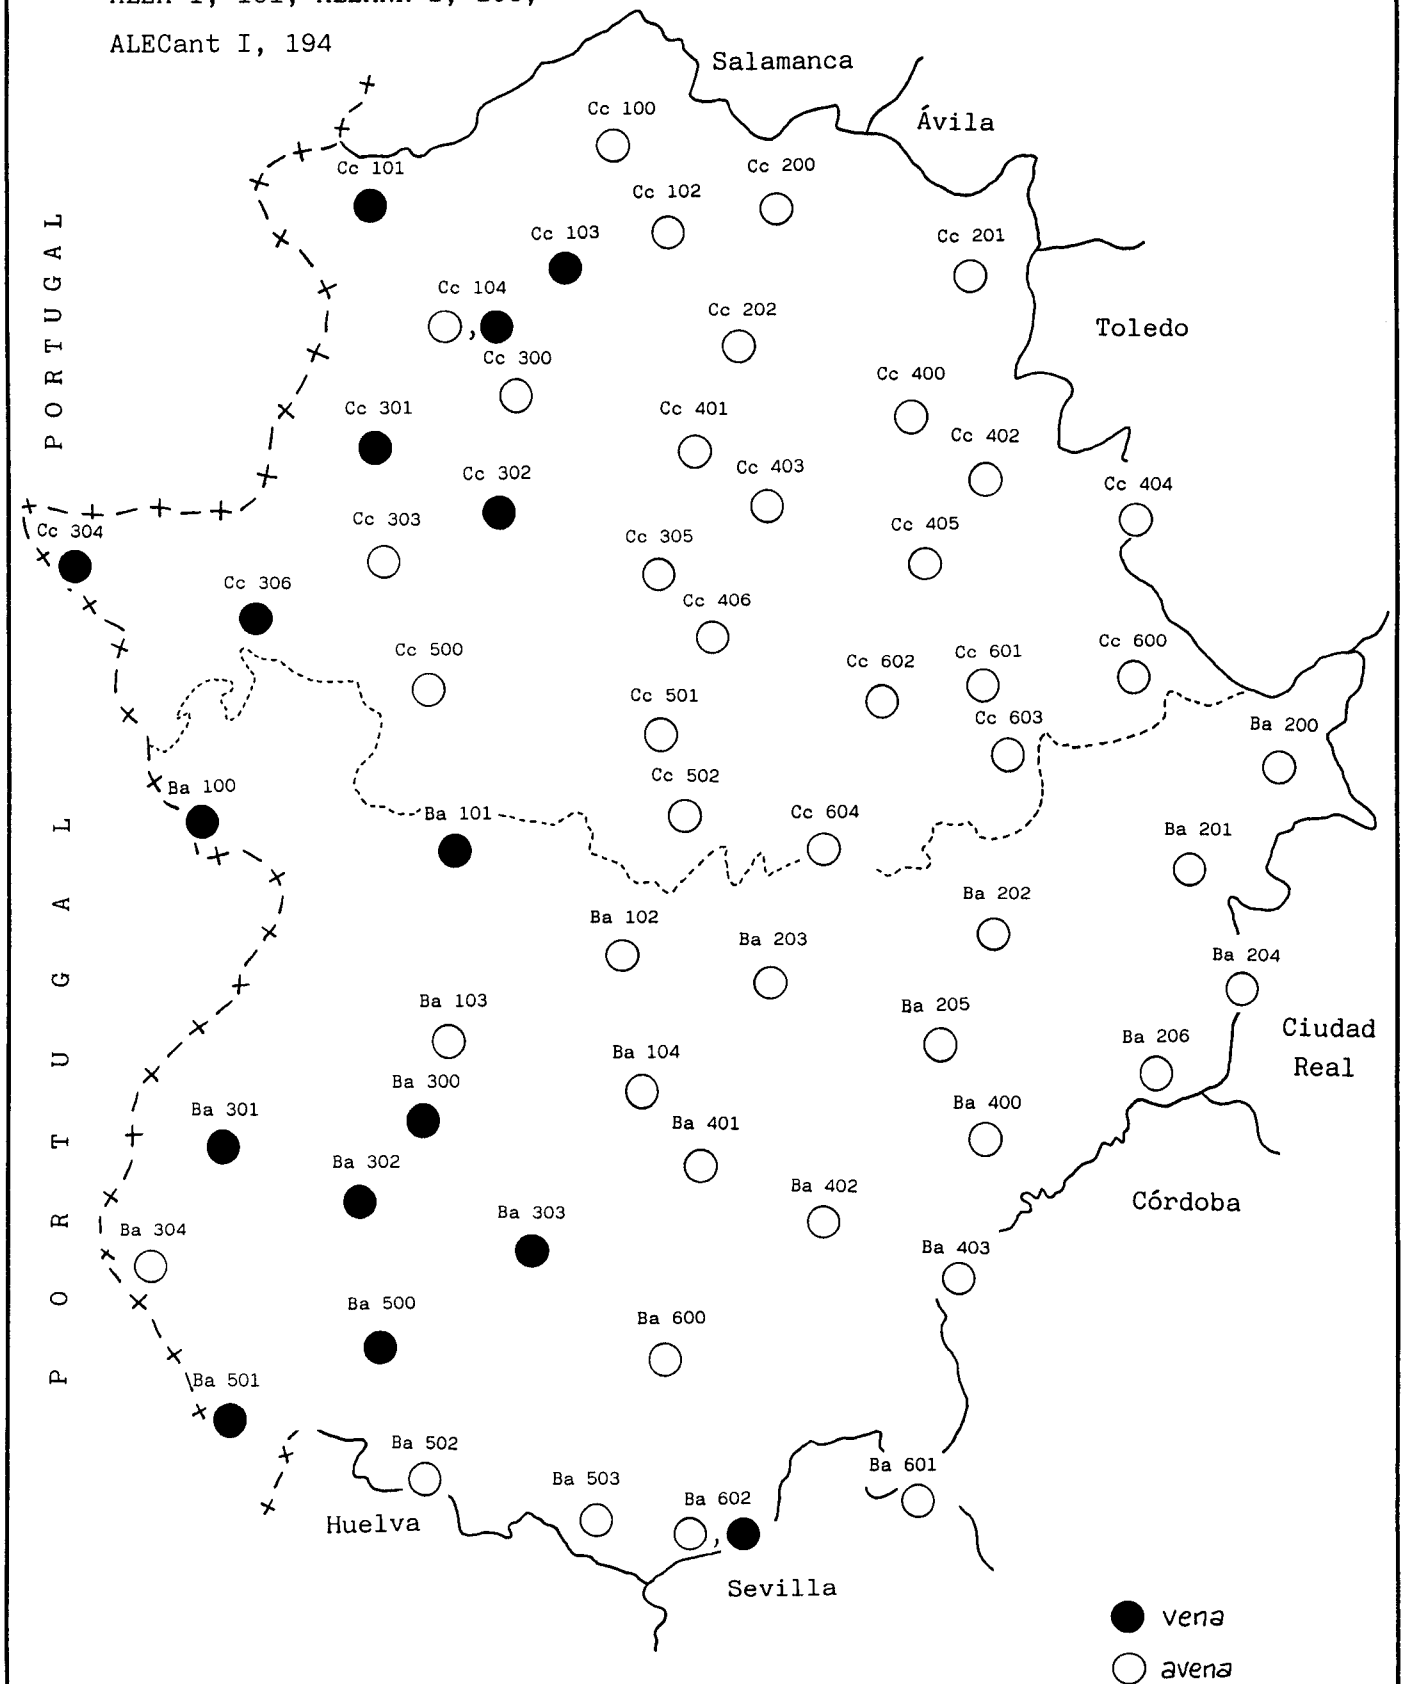 ALECant I, 194
Salamanca
Cc 100
Ávila
Cc 101
Cc 200
Cc 102
Cc 103
Cc 201
Cc 104
,
Cc 202
Toledo
Cc 300
Cc 400
Cc 301
Cc 401
Cc 402
Cc 302
Cc 403
Cc 404
Cc 303
Cc 405
Cc 304
Cc 305
Cc 306
Cc 406
PORTUGAL
Cc 500
Cc 602
Cc 601
Cc 600
Cc 501
Cc 603
Ba 200
Cc 502
Ba 100
Ba 101
Cc 604
Ba 201
Ba 202
Ba 102
Ba 203
Ba 204
Ba 103
Ba 205
Ciudad
Real
Ba 206
Ba 104
Ba 300
Ba 301
Ba 400
Ba 401
Ba 302
Ba 402
Córdoba
Ba 303
Ba 304
Ba 403
Ba 500
Ba 600
PORTUGAL
Ba 501
Ba 502
Ba 503
Ba 601
Ba 602
,
Huelva
Sevilla
vena
avena